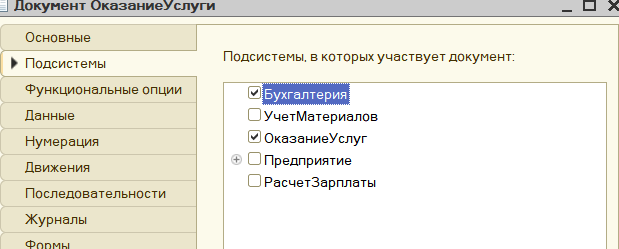 Документ ОказаниеУслуги
Основные
Подсистемы
Функциональные опции
Данные
Нумерация
Движения
Последовательности
Журналы
Формы
Подсистемы, в которых участвует документ:
Бухгалтерия
УчетМатериалов
ОказаниеУслуг
Предприятие
РасчетЗарплаты